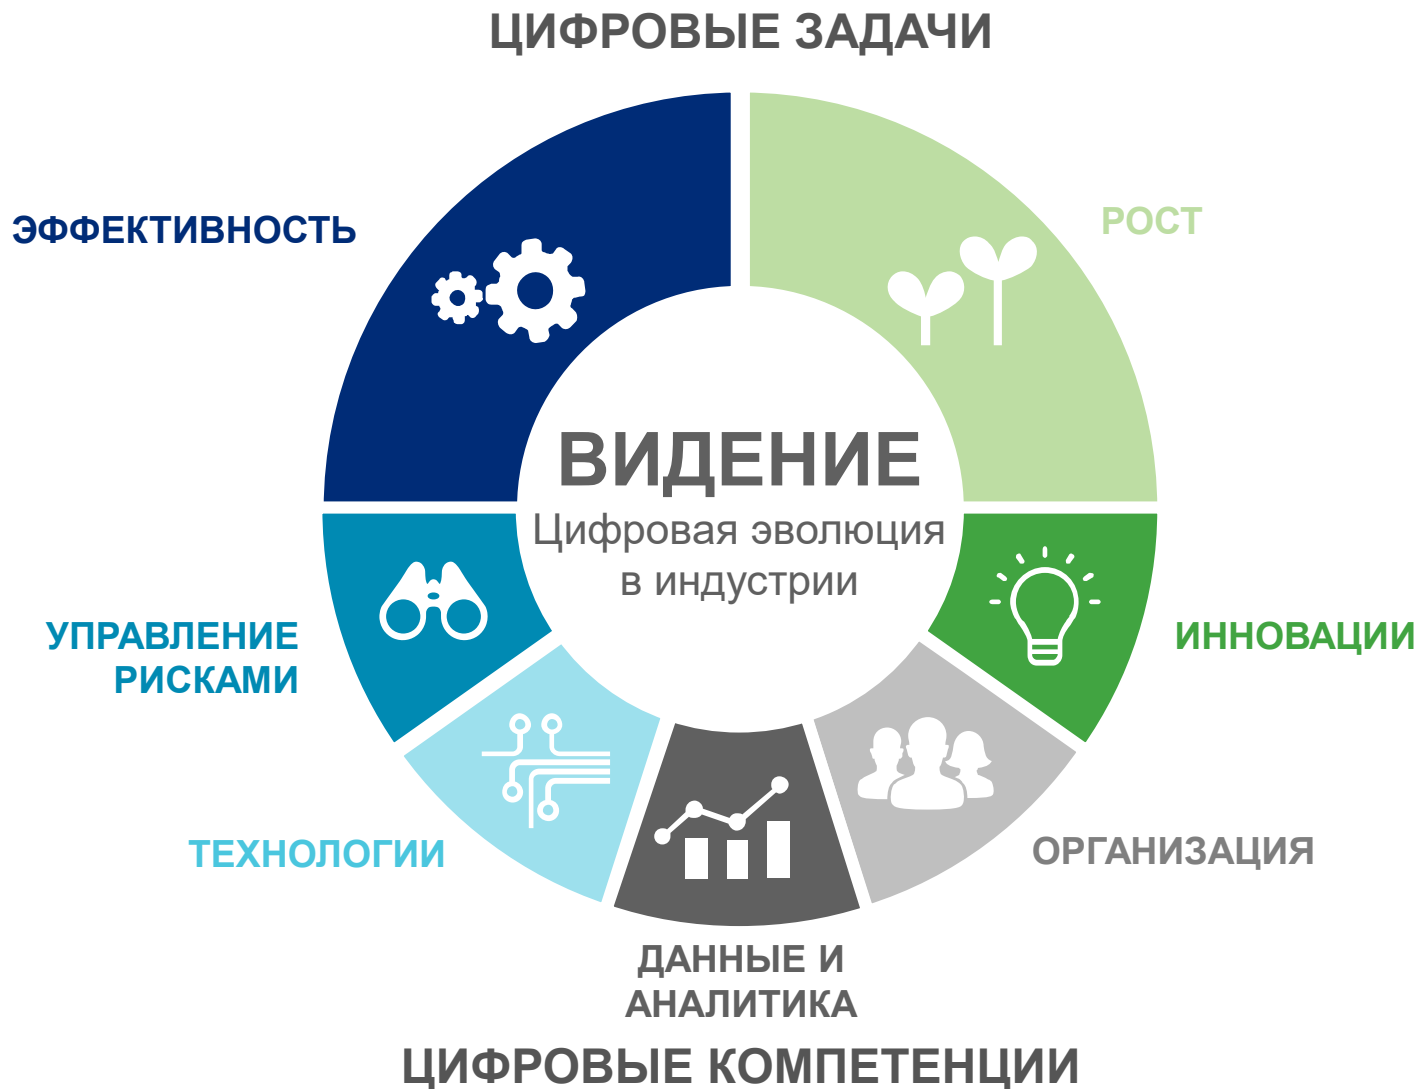 ЦИФРОВЫЕ ЗАДАЧИ
ЭФФЕКТИВНОСТЬ
РОСТ
ВИДЕНИЕ
Цифровая эволюция
в индустрии
УПРАВЛЕНИЕ
РИСКАМИ
ИННОВАЦИИ
ТЕХНОЛОГИИ
ОРГАНИЗАЦИЯ
ДАННЫЕ И
АНАЛИТИКА
ЦИФРОВЫЕ КОМПЕТЕНЦИИ